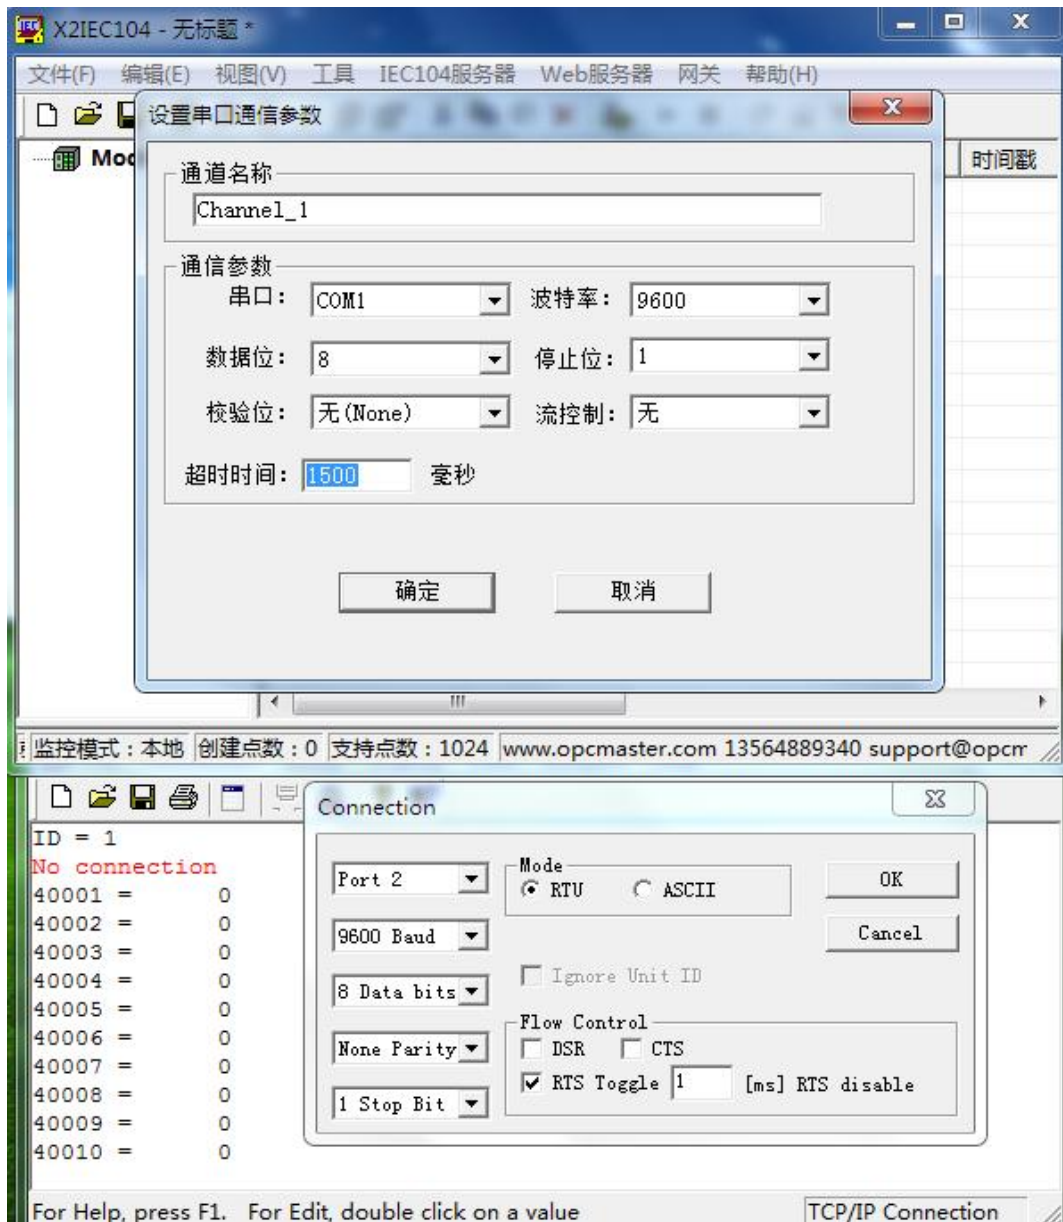 X2IEC104 - 无标题 *
文件(F) 编辑(E) 视图(V) 工具 IEC104服务器 Web服务器 网关 帮助(H)
设置串口通信参数
时间戳
通道名称
Channel_1
通信参数
串口: COM1 波特率: 9600
数据位: 8 停止位: 1
校验位: 无(None) 流控制: 无
超时时间: 1500 毫秒
确定 取消
监控模式：本地 创建点数：0 支持点数：1024 www.opcmaster.com 13564889340 support@opcm
Connection
ID = 1
No connection
40001 = 0
40002 = 0
40003 = 0
40004 = 0
40005 = 0
40006 = 0
40007 = 0
40008 = 0
40009 = 0
40010 = 0
Port 2
9600 Baud
8 Data bits
None Parity
1 Stop Bit
Mode
RTU ASCII
Ignore Unit ID
Flow Control
DSR CTS
RTS Toggle 1 [ms] RTS disable
OK
Cancel
For Help, press F1. For Edit, double click on a value TCP/IP Connection